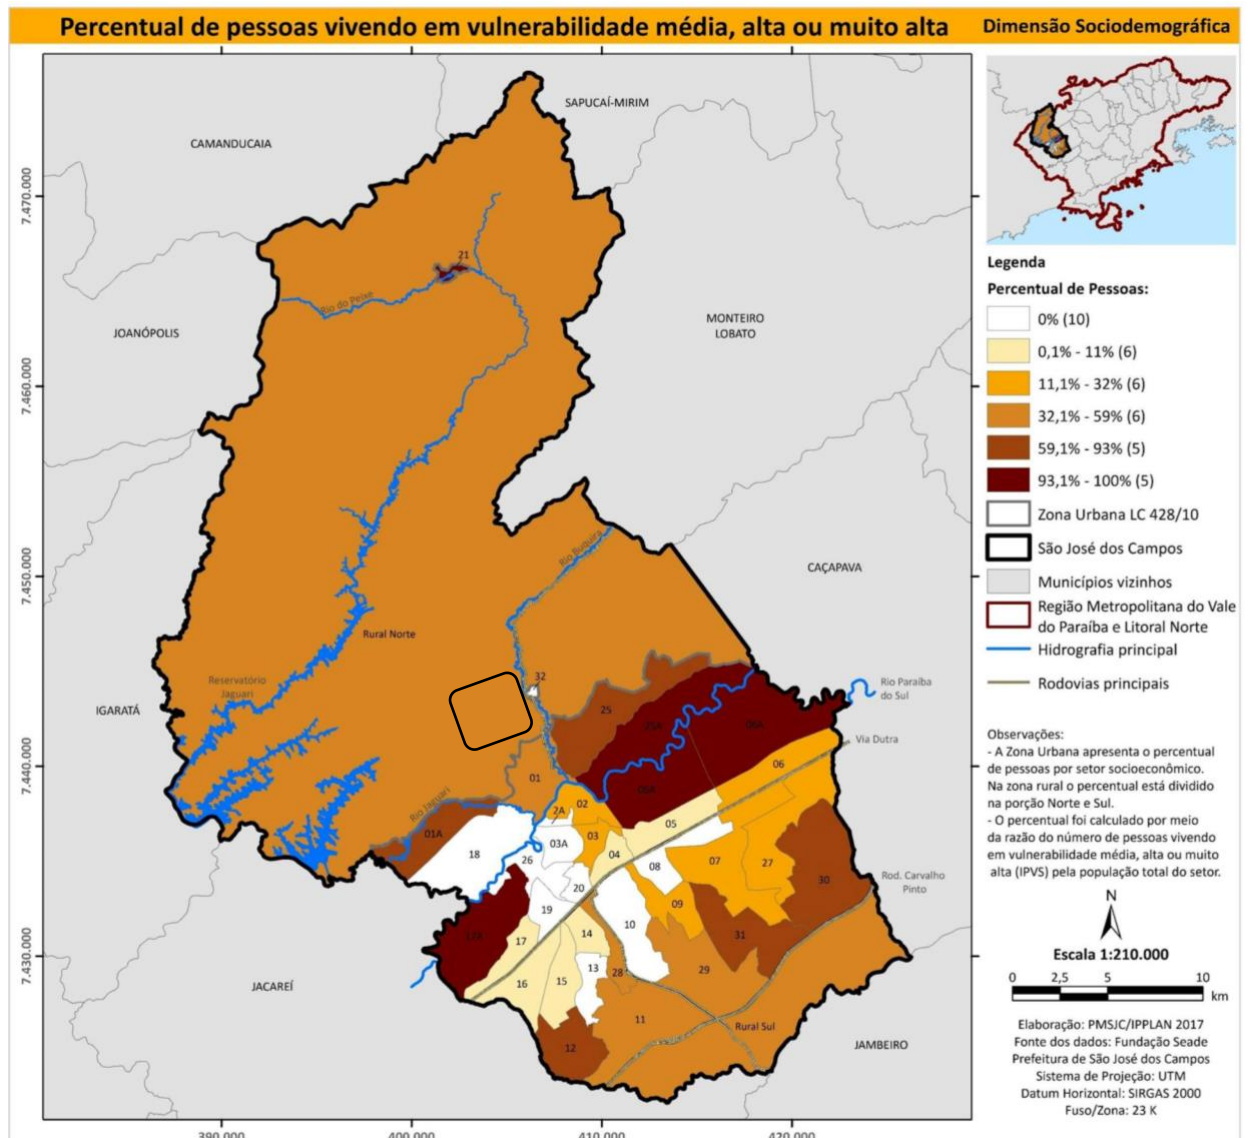 Percentual de pessoas vivendo em vulnerabilidade média, alta ou muito alta
Dimensão Sociodemográfica
SAPUCAÍ-MIRIM
CAMANDUCAIA
7.470.000
21
Rio do Peixe
JOANÓPOLIS
MONTEIRO
LOBATO
7.460.000
Rio Buquira
CAÇAPAVA
7.450.000
Rural Norte
Reservatório
Jaguari
32
IGARATÁ
25
25A
06A
Rio Paraíba
do Sul
Via Dutra
7.440.000
01
06
05A
Rio Jaguari
2A
02
01A
03
03A
05
04
18
26
08
07
27
30
Rod. Carvalho
Pinto
20
09
19
10
17
14
31
7.430.000
13
28
29
16
15
JACAREÍ
11
Rural Sul
12
JAMBEIRO
390.000
400.000
410.000
420.000
Legenda
Percentual de Pessoas:
0% (10)
0,1% - 11% (6)
11,1% - 32% (6)
32,1% - 59% (6)
59,1% - 93% (5)
93,1% - 100% (5)
Zona Urbana LC 428/10
São José dos Campos
Municípios vizinhos
Região Metropolitana do Vale
do Paraíba e Litoral Norte
Hidrografia principal
Rodovias principais
Observações:
- A Zona Urbana apresenta o percentual
de pessoas por setor socioeconômico.
Na zona rural o percentual está dividido
na porção Norte e Sul.
- O percentual foi calculado por meio
da razão do número de pessoas vivendo
em vulnerabilidade média, alta ou muito
alta (IPVS) pela população total do setor.
N
Escala 1:210.000
0 2,5 5 10
km
Elaboração: PMSJC/IPPLAN 2017
Fonte dos dados: Fundação Seade
Prefeitura de São José dos Campos
Sistema de Projeção: UTM
Datum Horizontal: SIRGAS 2000
Fuso/Zona: 23 K